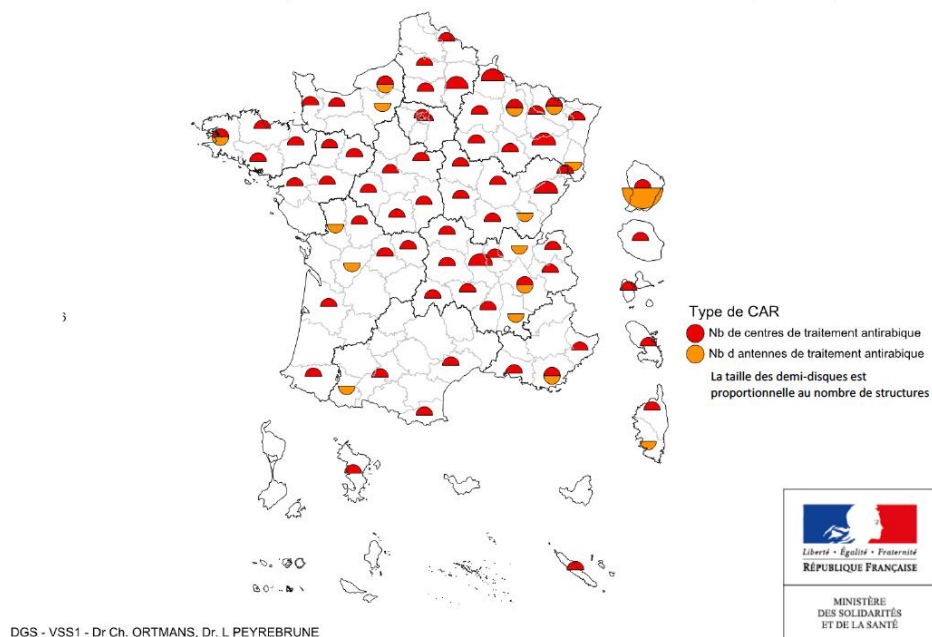 Type de CAR
Nb de centres de traitement antirabique
Nb d antennes de traitement antirabique
La taille des demi-disques est
proportionnelle au nombre de structures
Liberté • Égalité • Fraternité
RÉPUBLIQUE FRANÇAISE
MINISTÈRE
DES SOLIDARITÉS
ET DE LA SANTÉ
DGS - VSS1 - Dr Ch. ORTMANS, Dr. L PEYREBRUNE